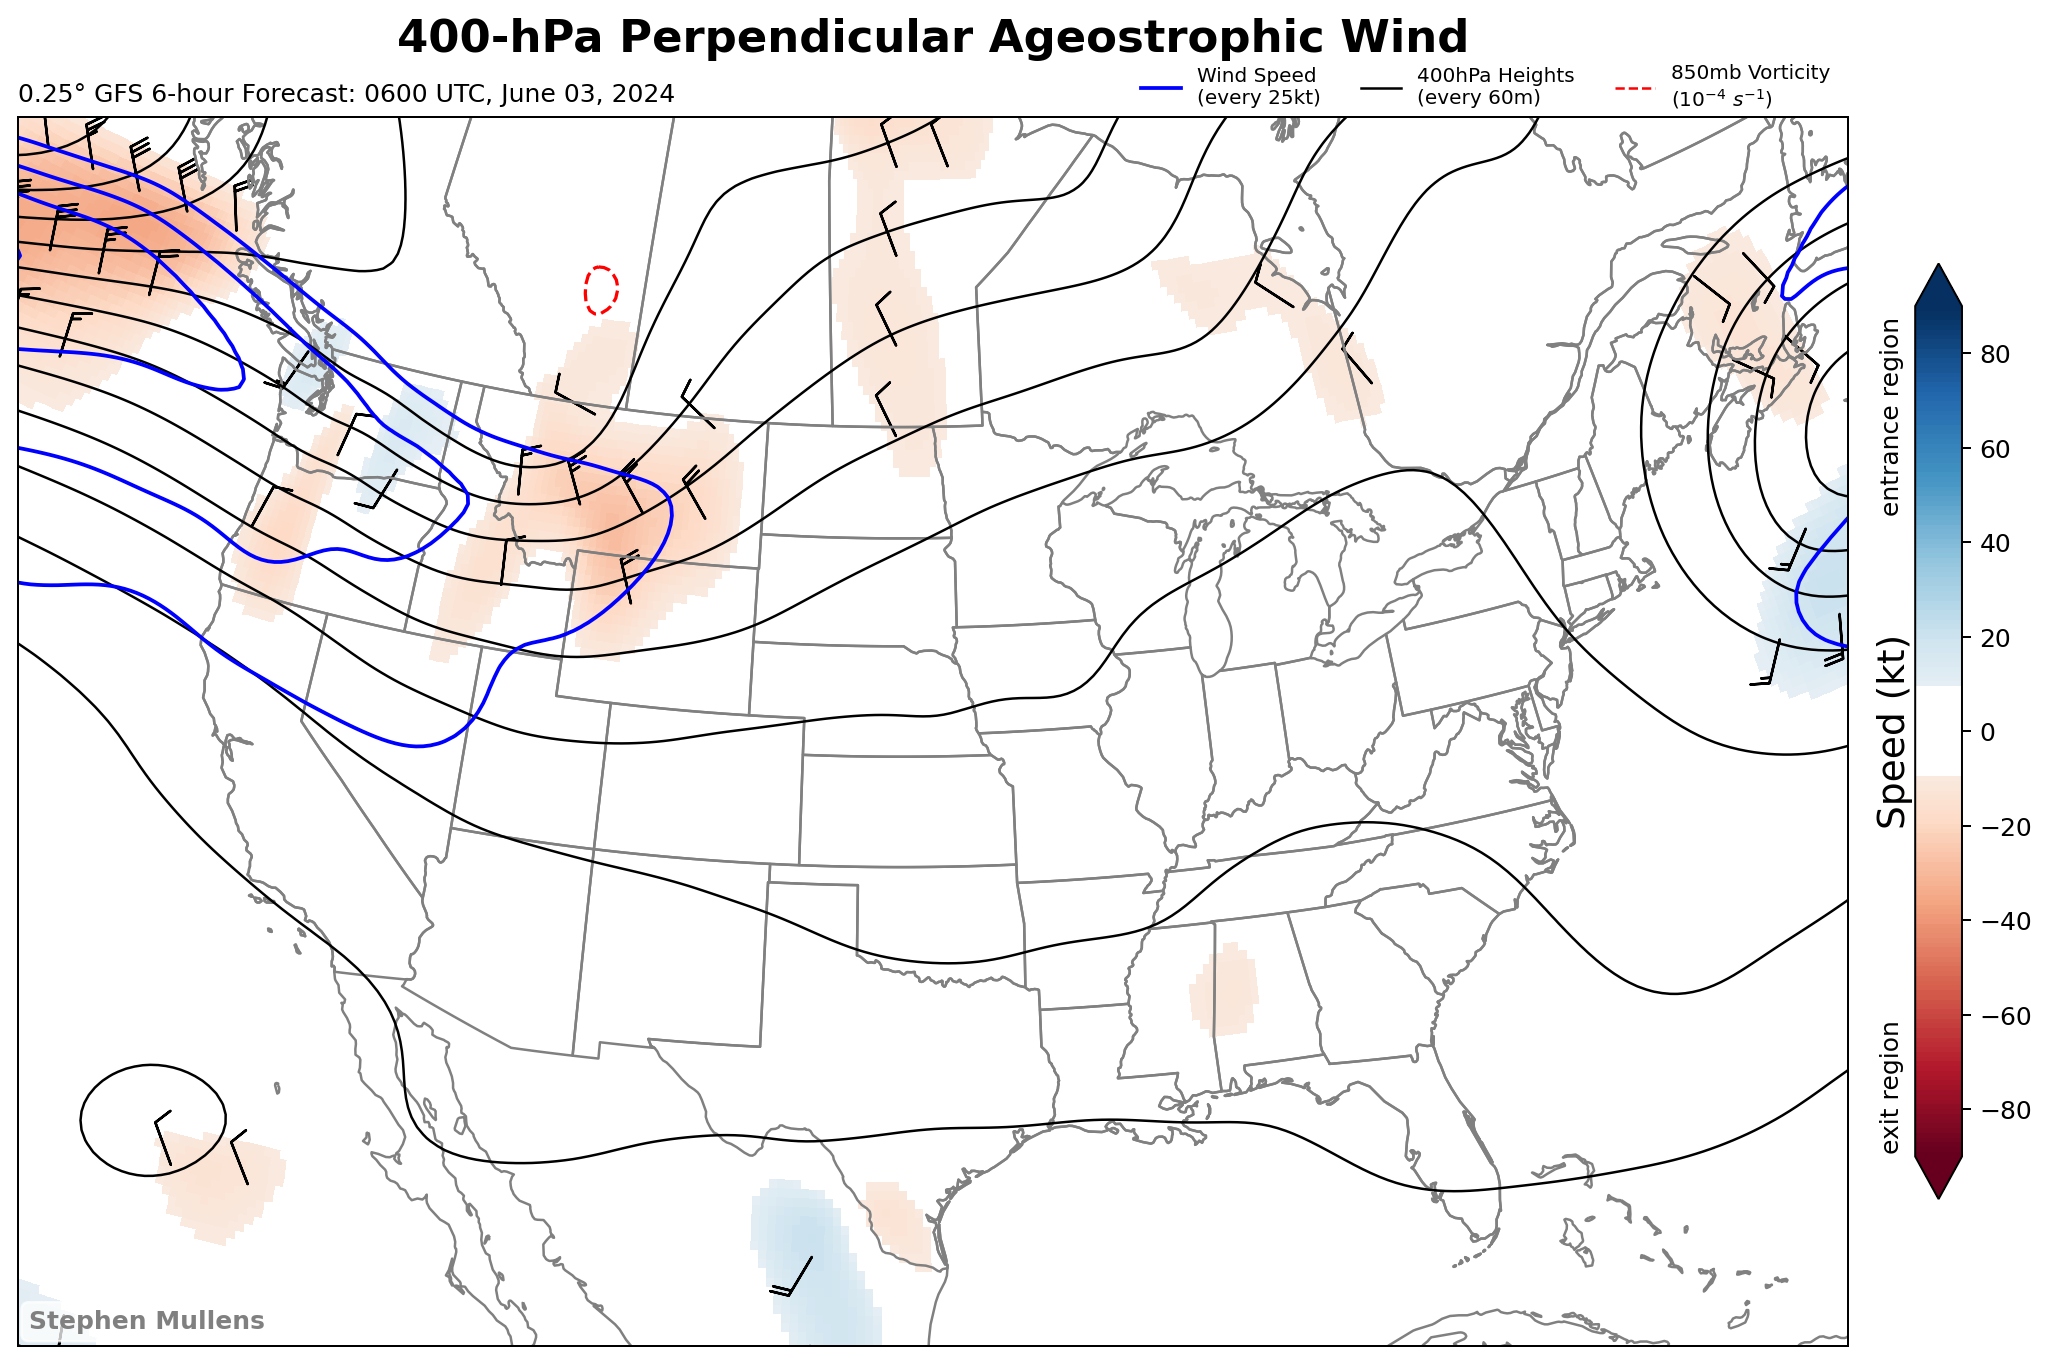 400-hPa Perpendicular Ageostrophic Wind
0.25° GFS 6-hour Forecast: 0600 UTC, June 03, 2024
Wind Speed
(every 25kt)
400hPa Heights
(every 60m)
850mb Vorticity
(10⁻⁴ s⁻¹)
entrance region
Speed (kt)
exit region
80
60
40
20
0
−20
−40
−60
−80
Stephen Mullens